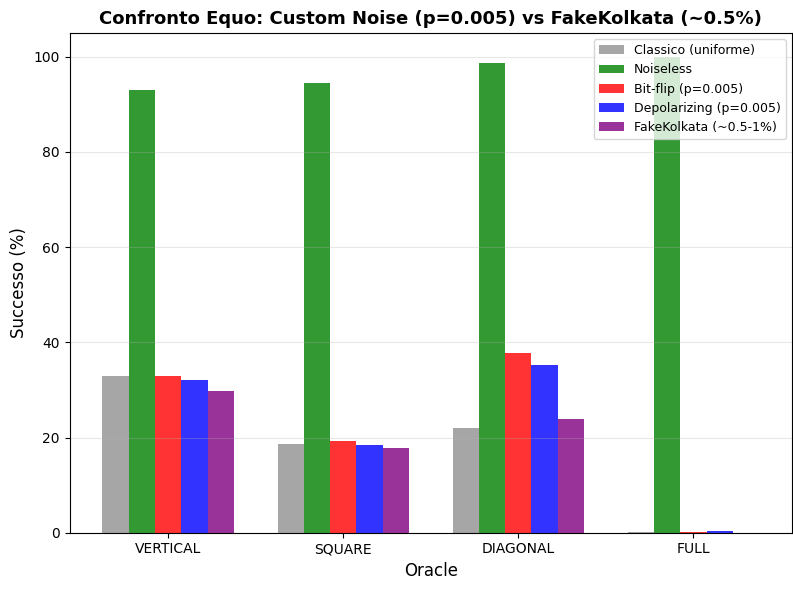 Confronto Equo: Custom Noise (p=0.005) vs FakeKolkata (~0.5%)
Classico (uniforme)
Noiseless
Bit-flip (p=0.005)
Depolarizing (p=0.005)
FakeKolkata (~0.5-1%)
Successo (%)
100
80
60
40
20
0
VERTICAL SQUARE DIAGONAL FULL
Oracle